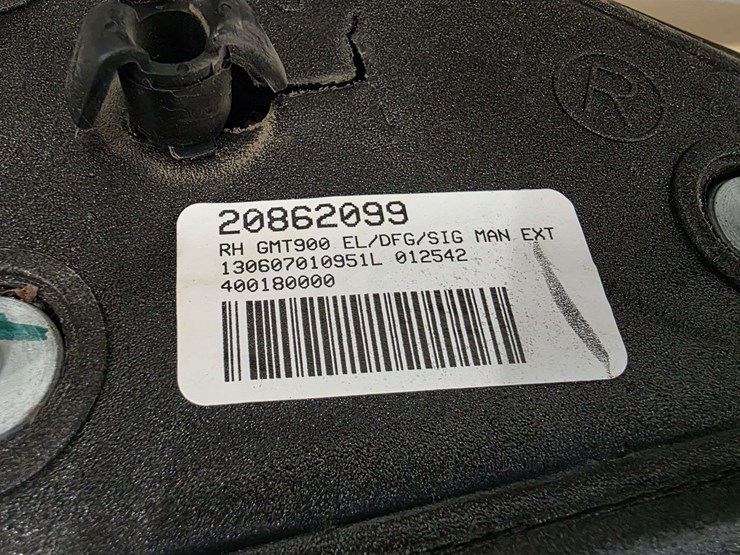 R
20862099
RH GMT900 EL/DFG/SIG MAN EXT
130607010951L 012542
400180000